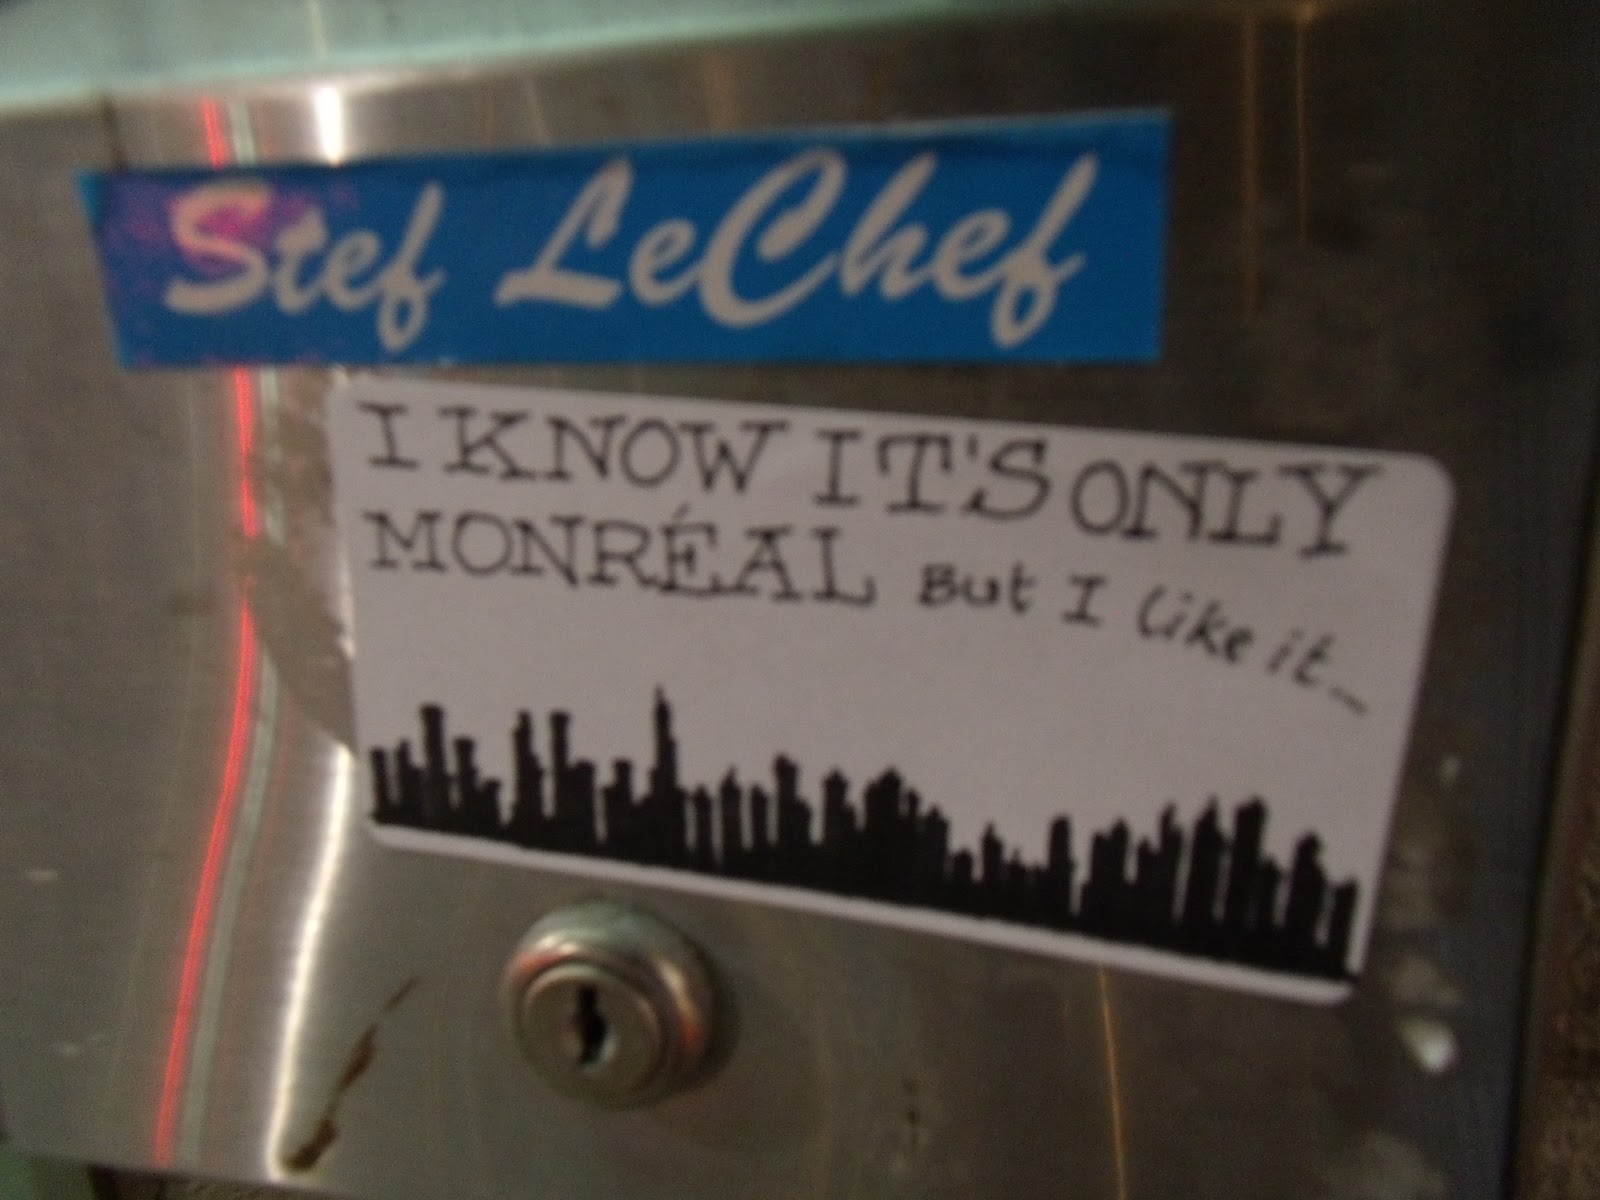 Stef LeChef
I KNOW IT'S ONLY
MONRÉAL But I like it...